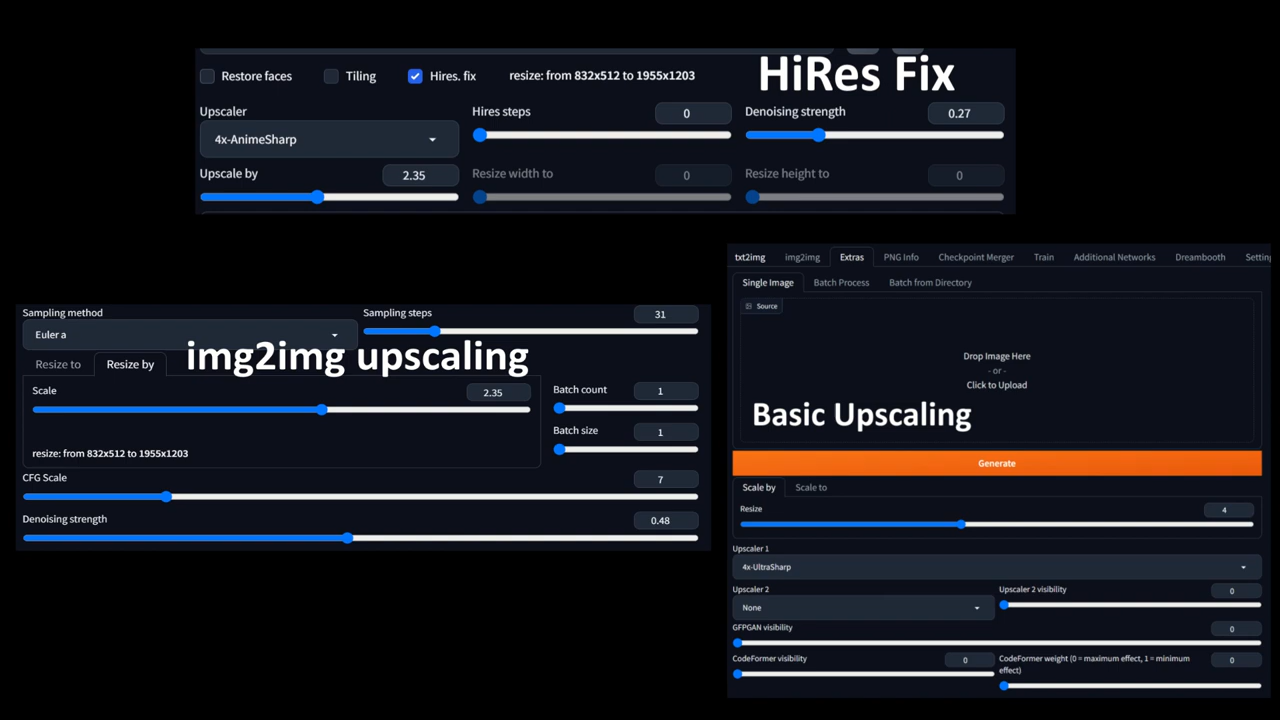 HiRes Fix
Restore faces
Tiling
Hires. fix
resize: from 832x512 to 1955x1203
Upscaler
4x-AnimeSharp
Hires steps
0
Denoising strength
0.27
Upscale by
2.35
Resize width to
0
Resize height to
0
img2img upscaling
Sampling method
Euler a
Sampling steps
31
Resize to
Resize by
Scale
2.35
resize: from 832x512 to 1955x1203
Batch count
1
Batch size
1
CFG Scale
7
Denoising strength
0.48
txt2img
img2img
Extras
PNG Info
Checkpoint Merger
Train
Additional Networks
Dreambooth
Settin
Single Image
Batch Process
Batch from Directory
Source
Drop Image Here
- or -
Click to Upload
Basic Upscaling
Generate
Scale by
Scale to
Resize
4
Upscaler 1
4x-UltraSharp
Upscaler 2
None
Upscaler 2 visibility
0
GFPGAN visibility
0
CodeFormer visibility
0
CodeFormer weight (0 = maximum effect, 1 = minimum
effect)
0